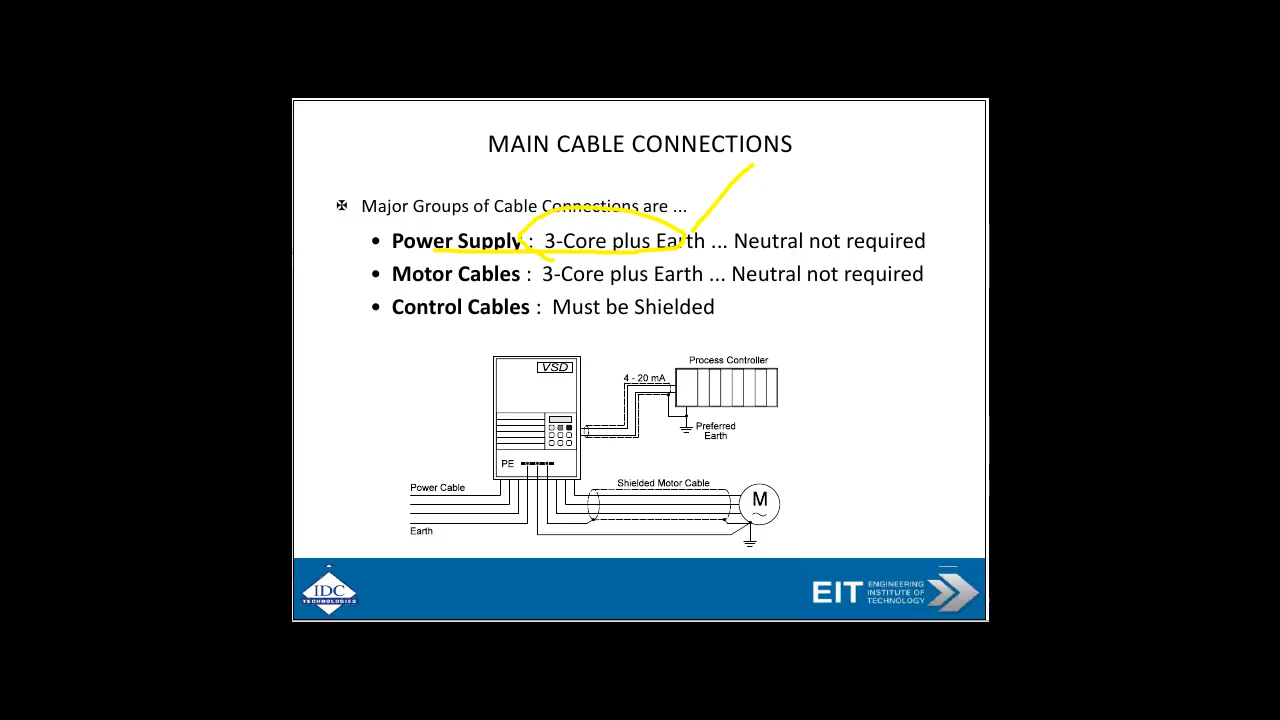 MAIN CABLE CONNECTIONS
Major Groups of Cable Connections are ...
Power Supply : 3-Core plus Earth ... Neutral not required
Motor Cables : 3-Core plus Earth ... Neutral not required
Control Cables : Must be Shielded
VSD
4 - 20 mA
Process Controller
Preferred
Earth
PE
Power Cable
Earth
Shielded Motor Cable
M
IDC
TECHNOLOGIES
EIT
ENGINEERING
INSTITUTE OF
TECHNOLOGY